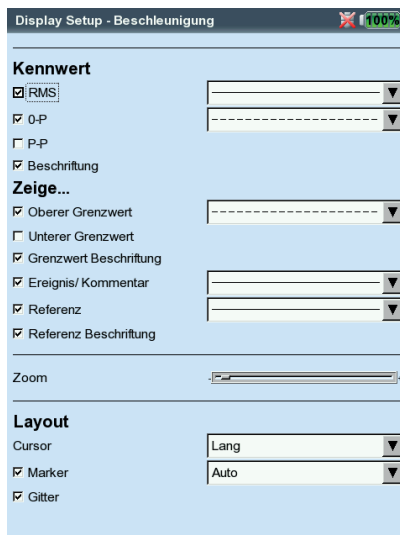 Display Setup - Beschleunigung 100%
Kennwert
RMS
0-P
P-P
Beschriftung
Zeige...
Oberer Grenzwert
Unterer Grenzwert
Grenzwert Beschriftung
Ereignis/ Kommentar
Referenz
Referenz Beschriftung
Zoom - +
Layout
Cursor Lang
Marker Auto
Gitter